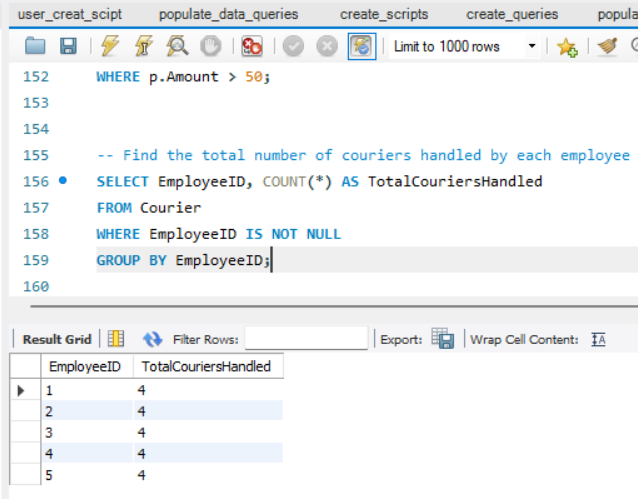 user_creat_scipt populate_data_queries create_scripts create_queries popula
Limit to 1000 rows
152 WHERE p.Amount > 50;
153
154
155 -- Find the total number of couriers handled by each employee
156 SELECT EmployeeID, COUNT(*) AS TotalCouriersHandled
157 FROM Courier
158 WHERE EmployeeID IS NOT NULL
159 GROUP BY EmployeeID;
160
Result Grid Filter Rows: Export: Wrap Cell Content:
EmployeeID TotalCouriersHandled
1 4
2 4
3 4
4 4
5 4